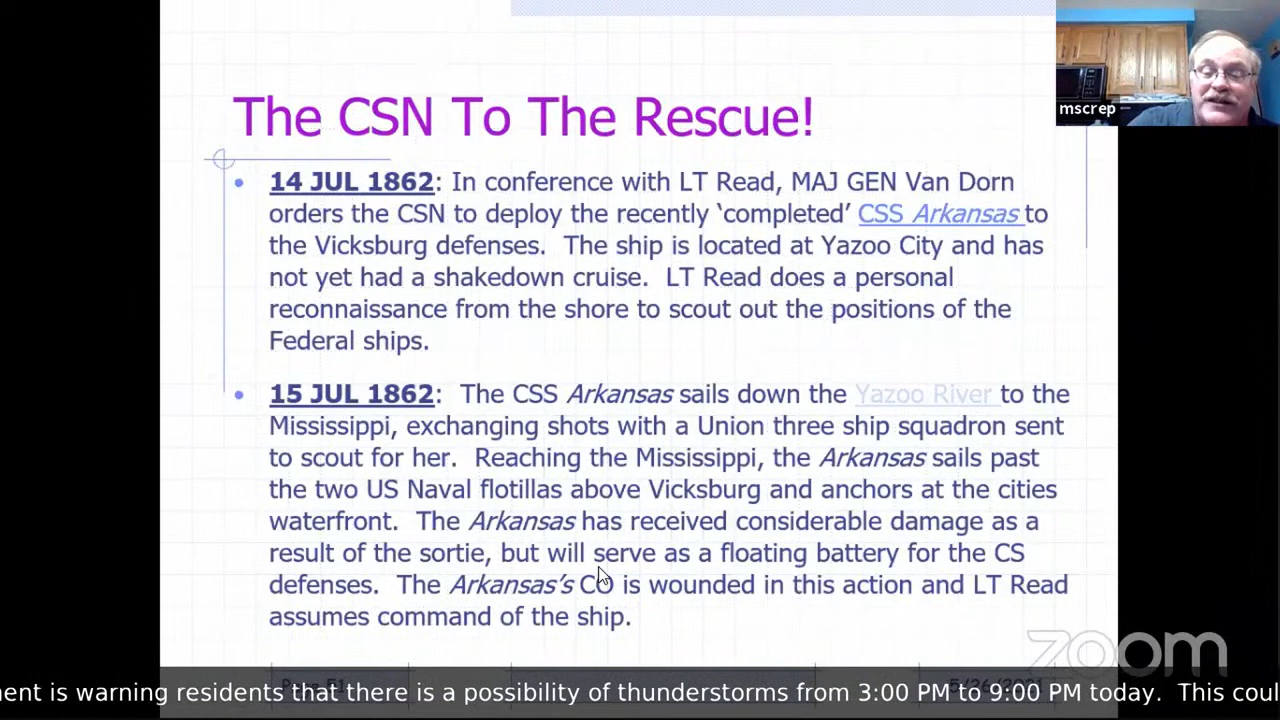 The CSN To The Rescue!
mscrep
• 14 JUL 1862: In conference with LT Read, MAJ GEN Van Dorn
orders the CSN to deploy the recently ‘completed’ CSS Arkansas to
the Vicksburg defenses. The ship is located at Yazoo City and has
not yet had a shakedown cruise. LT Read does a personal
reconnaissance from the shore to scout out the positions of the
Federal ships.
• 15 JUL 1862: The CSS Arkansas sails down the Yazoo River to the
Mississippi, exchanging shots with a Union three ship squadron sent
to scout for her. Reaching the Mississippi, the Arkansas sails past
the two US Naval flotillas above Vicksburg and anchors at the cities
waterfront. The Arkansas has received considerable damage as a
result of the sortie, but will serve as a floating battery for the CS
defenses. The Arkansas’s CO is wounded in this action and LT Read
assumes command of the ship.
zoom
ment is warning residents that there is a possibility of thunderstorms from 3:00 PM to 9:00 PM today. This coul